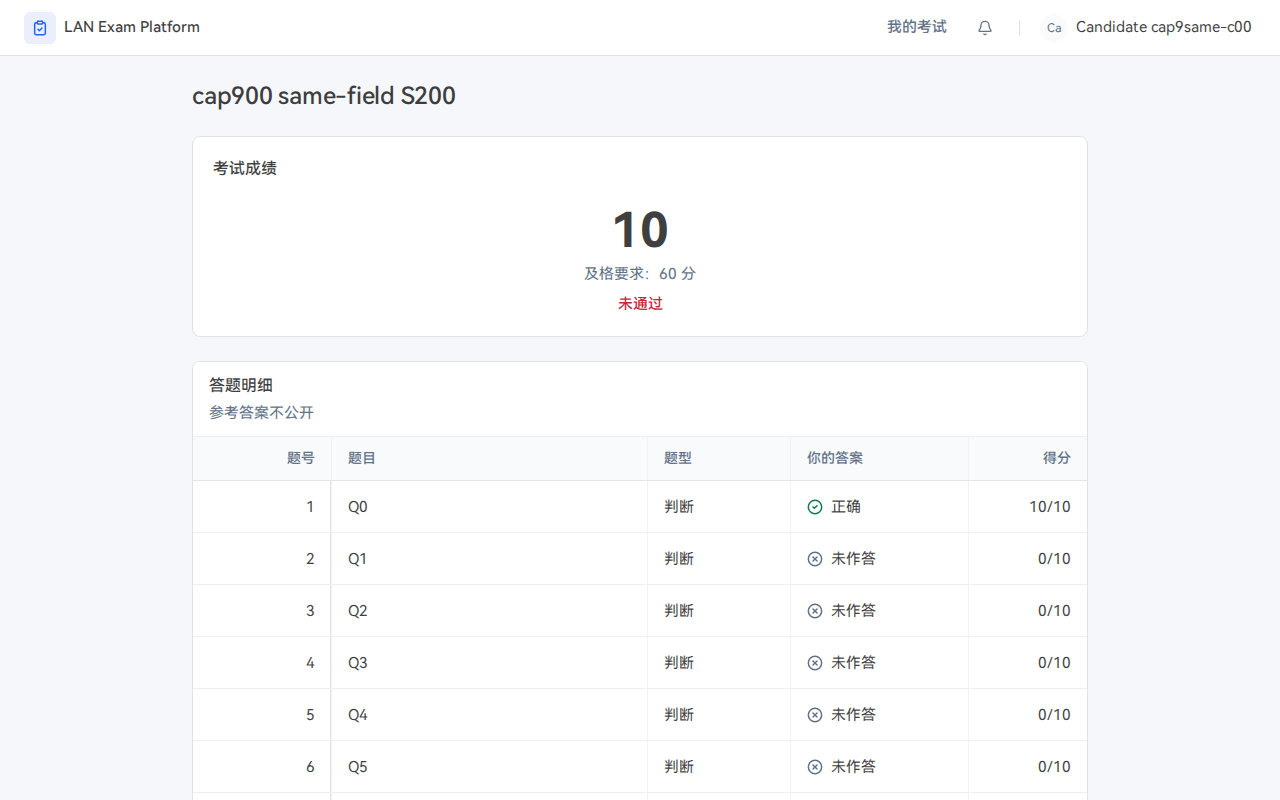 LAN Exam Platform
我的考试
Ca
Candidate cap9same-c00
cap900 same-field S200
考试成绩
10
及格要求：60 分
未通过
答题明细
参考答案不公开
题号 题目 题型 你的答案 得分
1 Q0 判断 正确 10/10
2 Q1 判断 未作答 0/10
3 Q2 判断 未作答 0/10
4 Q3 判断 未作答 0/10
5 Q4 判断 未作答 0/10
6 Q5 判断 未作答 0/10